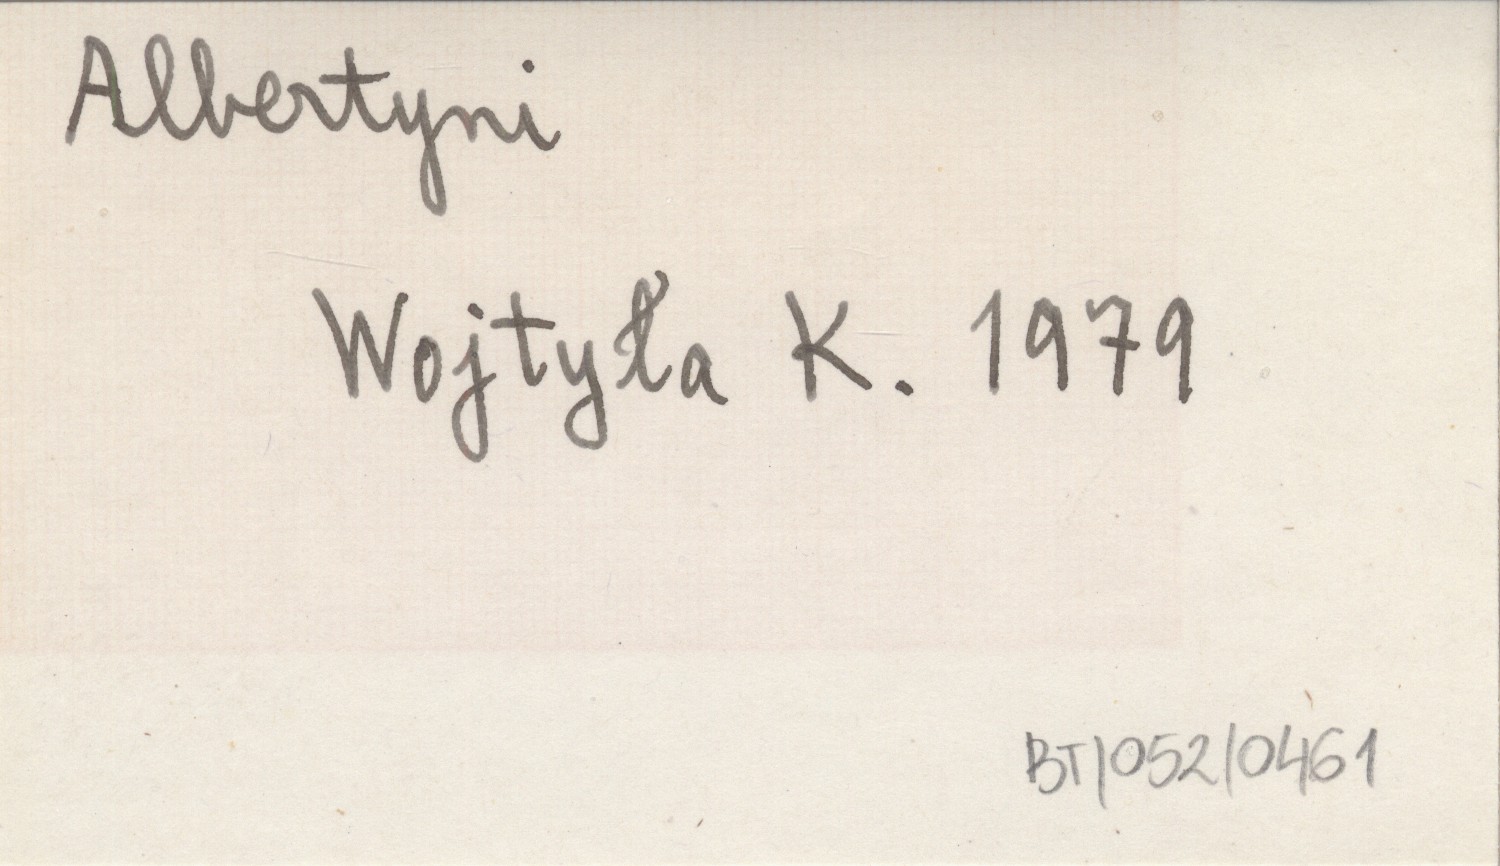 Albertyni
Wojtyła K. 1979
BT/052/0461